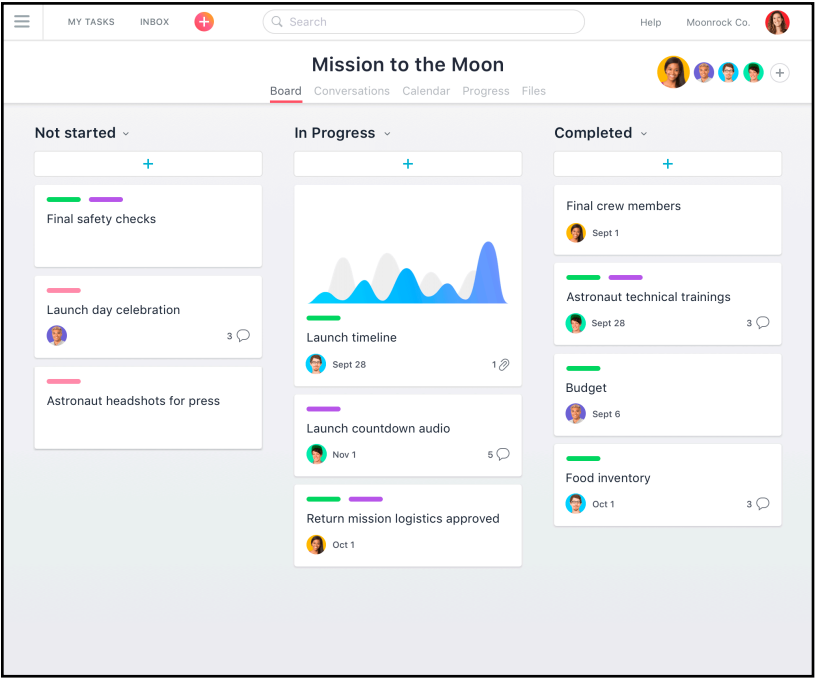 MY TASKS INBOX Search Help Moonrock Co.
Mission to the Moon
Board Conversations Calendar Progress Files
Not started
Final safety checks
Launch day celebration
3
Astronaut headshots for press
In Progress
Launch timeline
Sept 28 1
Launch countdown audio
Nov 1 5
Return mission logistics approved
Oct 1
Completed
Final crew members
Sept 1
Astronaut technical trainings
Sept 28 3
Budget
Sept 6
Food inventory
Oct 1 3